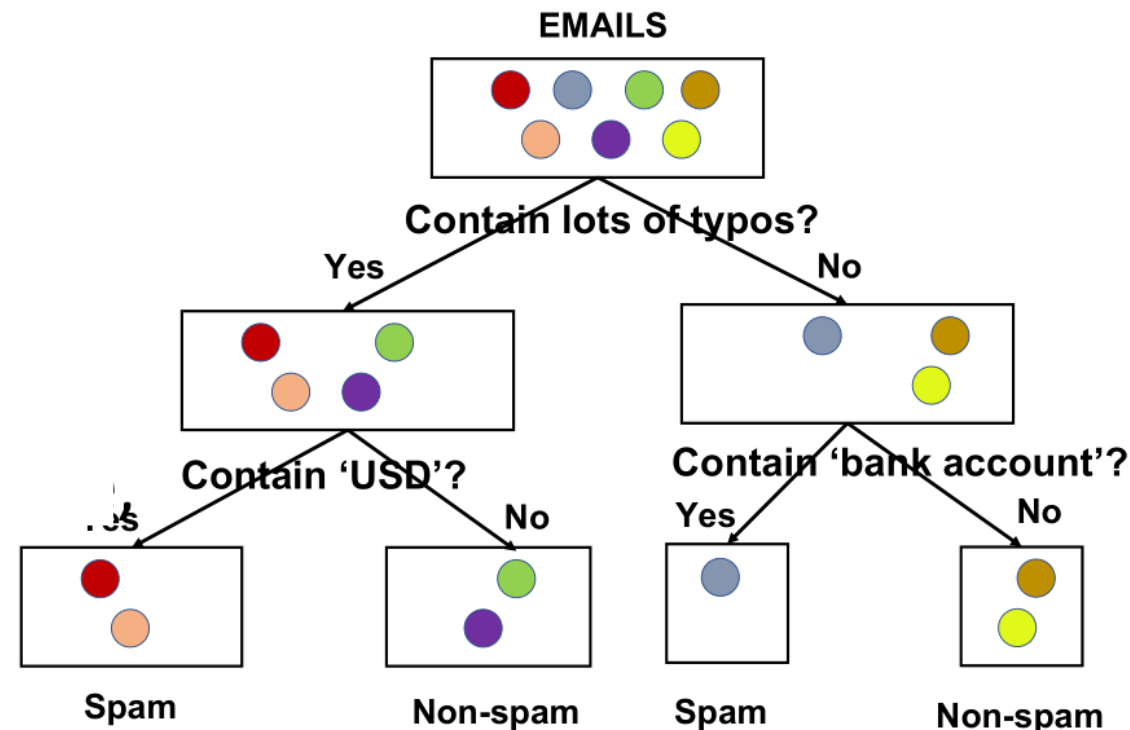 EMAILS
Contain lots of typos?
Yes
No
Contain ‘USD’?
Contain ‘bank account’?
No
Yes
No
Spam
Non-spam
Spam
Non-spam